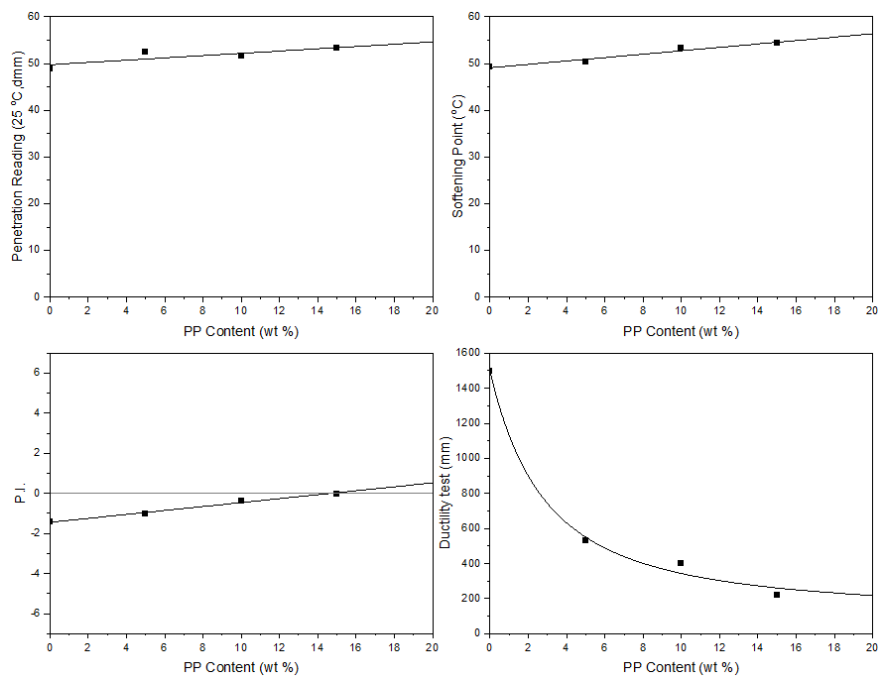 Penetration Reading (25 °C,dmm)
60
50
40
30
20
10
0
0 2 4 6 8 10 12 14 16 18 20
PP Content (wt %)
Softening Point (°C)
60
50
40
30
20
10
0
0 2 4 6 8 10 12 14 16 18 20
PP Content (wt %)
P.I.
6
4
2
0
-2
-4
-6
0 2 4 6 8 10 12 14 16 18 20
PP Content (wt %)
Ductility test (mm)
1600
1400
1200
1000
800
600
400
200
0
0 2 4 6 8 10 12 14 16 18 20
PP Content (wt %)